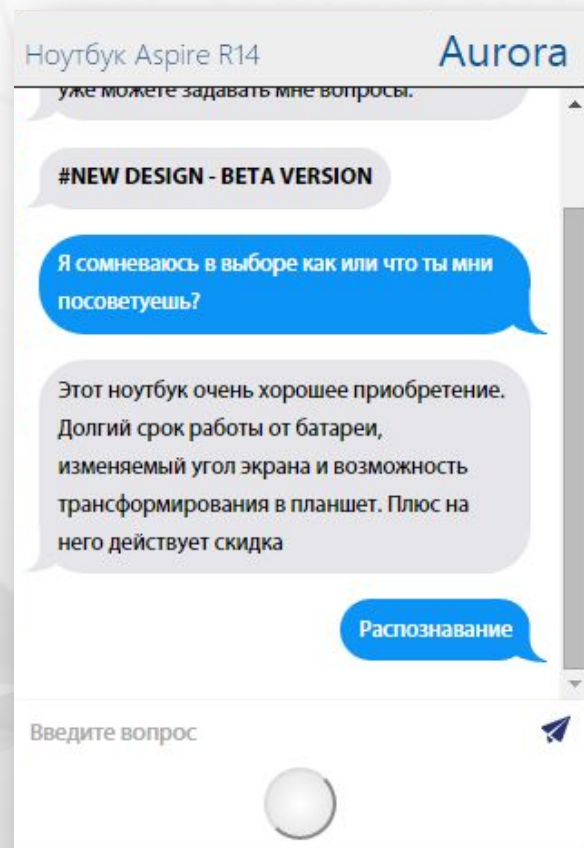 Ноутбук Aspire R14
Aurora
уже можете задавать мне вопросы.
#NEW DESIGN - BETA VERSION
Я сомневаюсь в выборе как или что ты мни
посоветуешь?
Этот ноутбук очень хорошее приобретение.
Долгий срок работы от батареи,
изменяемый угол экрана и возможность
трансформирования в планшет. Плюс на
него действует скидка
Распознавание
Введите вопрос